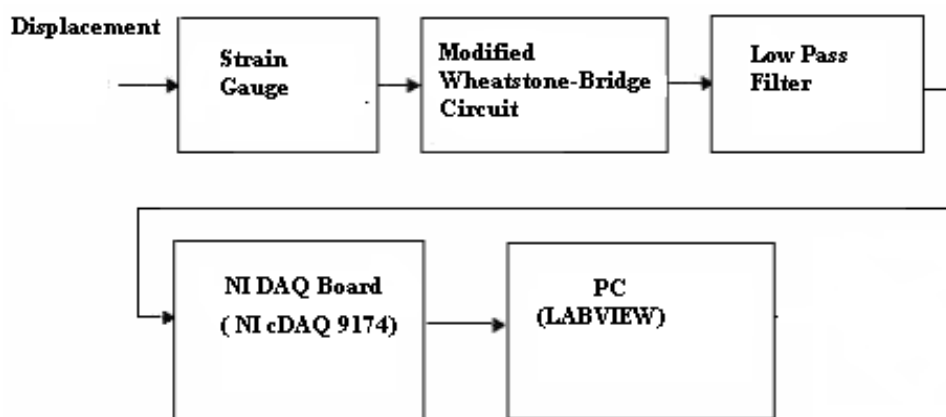 Displacement
Strain
Gauge
Modified
Wheatstone-Bridge
Circuit
Low Pass
Filter
NI DAQ Board
( NI cDAQ 9174)
PC
(LABVIEW)